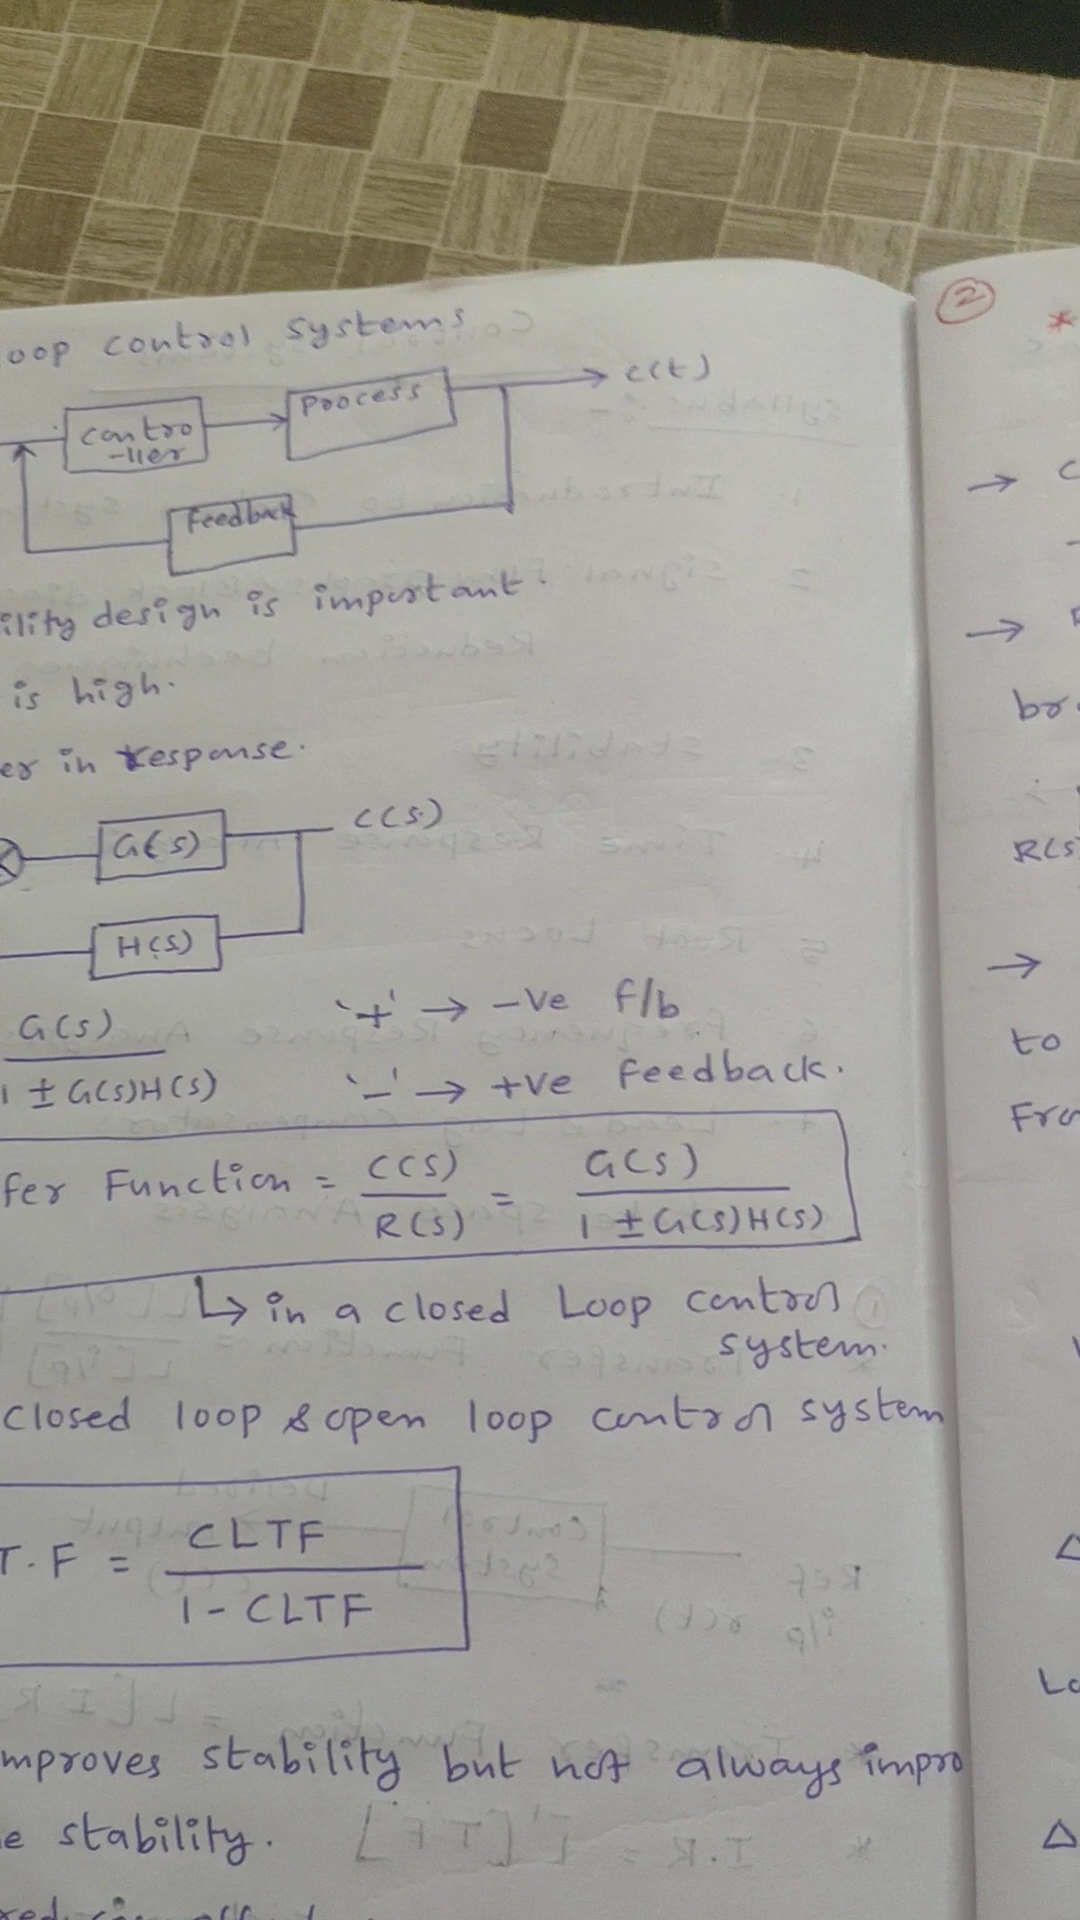 oop control systems
c(t)
Process
contro
-ller
Feedback
ility design is important.
is high.
er in response.
C(s)
G(s)
H(s)
G(s)
1 ± G(s)H(s)
'+' → -ve f/b
'-' → +ve feedback.
fer Function = C(s) / R(s) = G(s) / 1 ± G(s)H(s)
↳ in a closed Loop control
system.
closed loop & open loop control system
T.F = CLTF / 1 - CLTF
mproves stability but not always impro
e stability.
2
*
→
→
bro
R(s
→
to
Fro
Δ
Lo
Δ